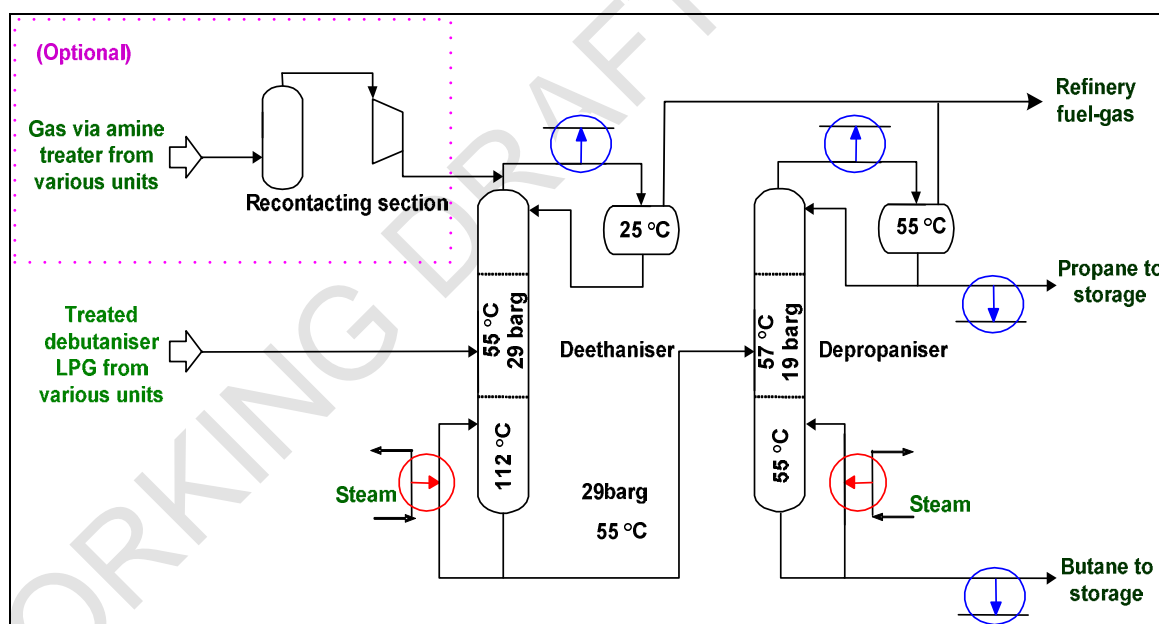 (Optional)
Gas via amine
treater from
various units
Recontacting section
25 °C
55 °C
Refinery
fuel-gas
Propane to
storage
Treated
debutaniser
LPG from
various units
55 °C
29 barg
Deethaniser
57 °C
19 barg
Depropaniser
112 °C
55 °C
Steam
29barg
55 °C
Steam
Butane to
storage
ORKING DRAFT